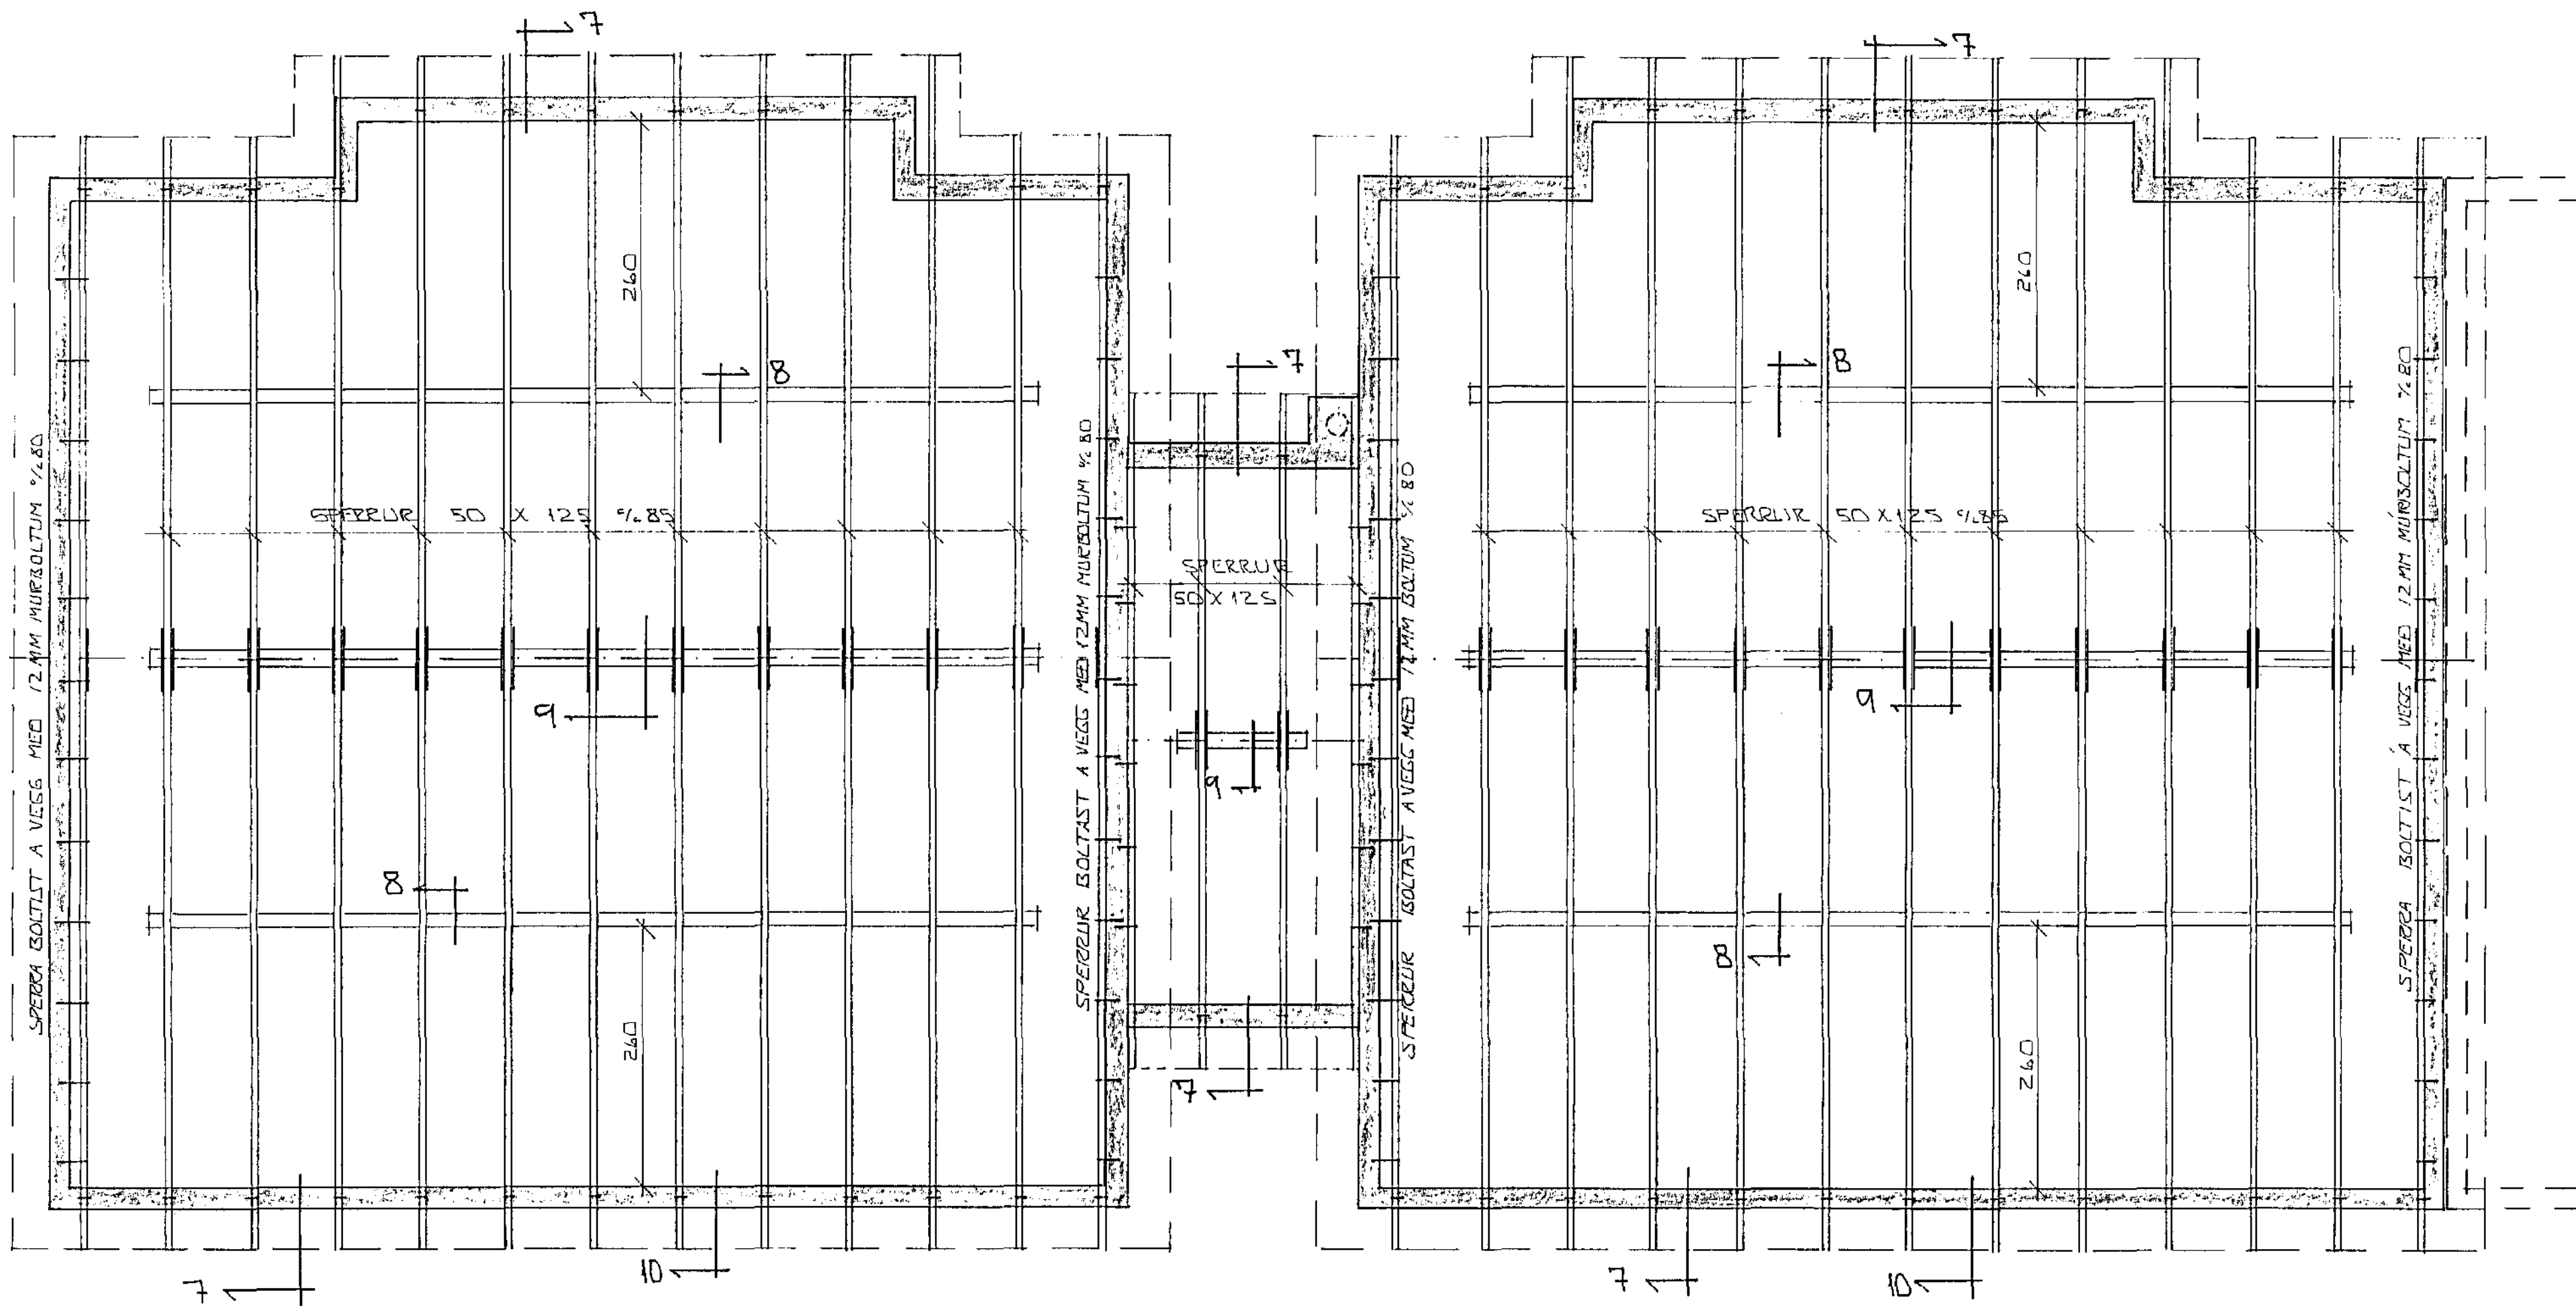 7
7
260
260
8
7
8
SPERRA BOLTIST A VEGG MEÐ 12MM MURBOLTUM % 80
SPERRUR 50 X 125 % 85
SPERRUR BOLTAST A VEGG MEÐ 12MM MURBOLTUM % 80
SPERRUR
50 X 125
SPERRUR BOLTAST A VEGG MEÐ 12MM BOLTUM % 80
SPERRUR 50 X 125 % 85
SPERRA BOLTIST Á VEGG MEÐ 12MM MÚRBOLTUM % 80
9
9
9
8
8
260
260
7
7
10
7
10